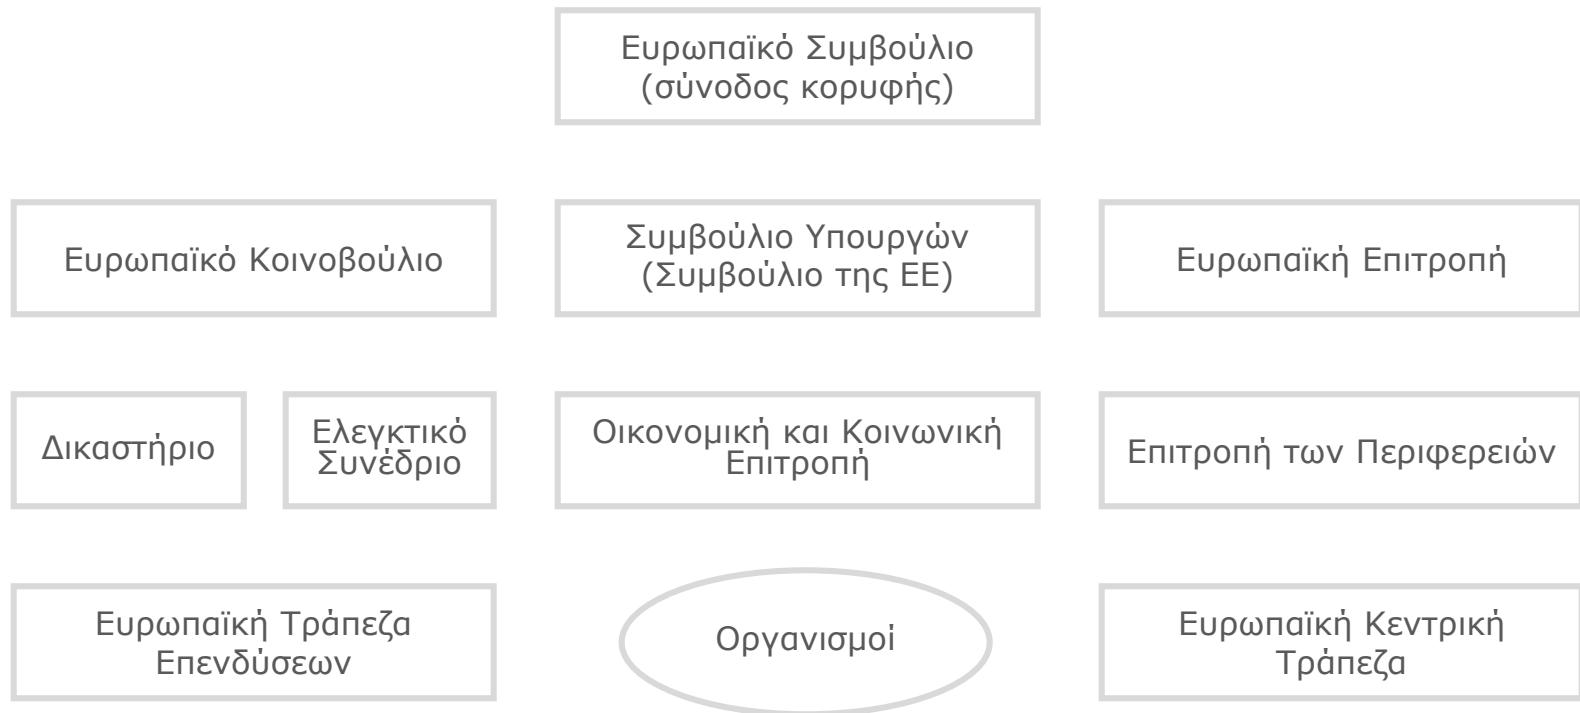 Ευρωπαϊκό Συμβούλιο
(σύνοδος κορυφής)
Ευρωπαϊκό Κοινοβούλιο
Συμβούλιο Υπουργών
(Συμβούλιο της ΕΕ)
Ευρωπαϊκή Επιτροπή
Δικαστήριο
Ελεγκτικό
Συνέδριο
Οικονομική και Κοινωνική
Επιτροπή
Επιτροπή των Περιφερειών
Ευρωπαϊκή Τράπεζα
Επενδύσεων
Οργανισμοί
Ευρωπαϊκή Κεντρική
Τράπεζα